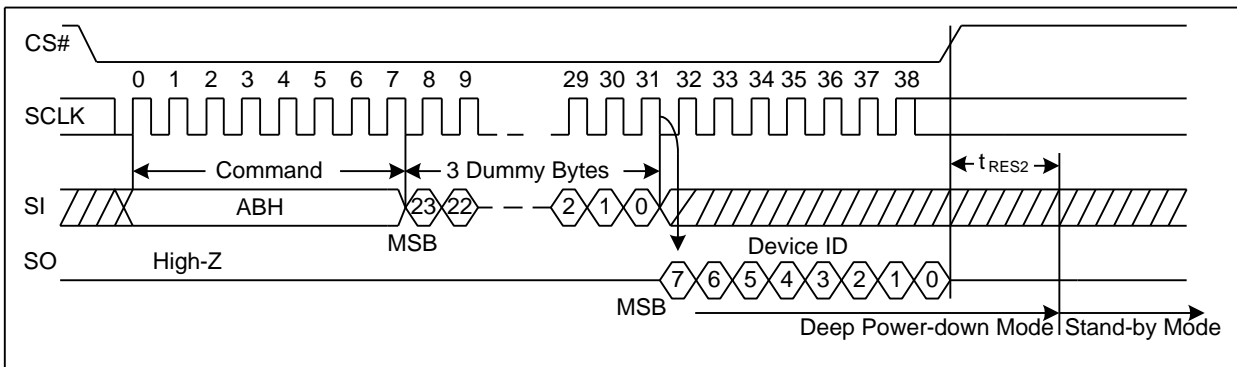 CS#
0 1 2 3 4 5 6 7 8 9 29 30 31 32 33 34 35 36 37 38
SCLK
Command 3 Dummy Bytes tRES2
SI ABH 23 22 2 1 0
MSB
SO High-Z Device ID
7 6 5 4 3 2 1 0
MSB
Deep Power-down Mode Stand-by Mode